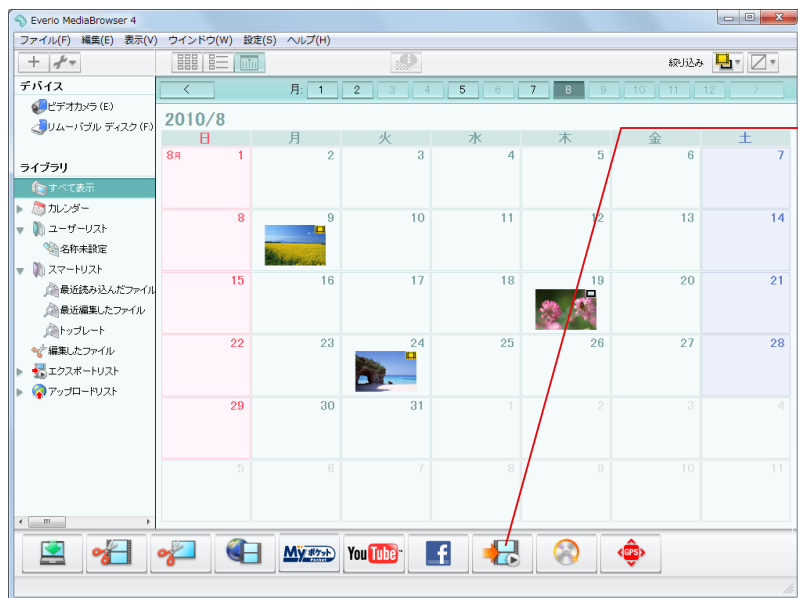 Everio MediaBrowser 4
ファイル(F) 編集(E) 表示(V) ウインドウ(W) 設定(S) ヘルプ(H)
絞り込み
デバイス
ビデオカメラ (E)
リムーバブル ディスク (F)
ライブラリ
すべて表示
カレンダー
ユーザーリスト
名称未設定
スマートリスト
最近読み込んだファイル
最近編集したファイル
トップレート
編集したファイル
エクスポートリスト
アップロードリスト
< 月: 1 2 3 4 5 6 7 8 9 10 11 12 >
2010/8
日 月 火 水 木 金 土
8月 1 2 3 4 5 6 7
8 9 10 11 12 13 14
15 16 17 18 19 20 21
22 23 24 25 26 27 28
29 30 31 1 2 3 4
5 6 7 8 9 10 11
Myポケット Pocket YouTube f GPS